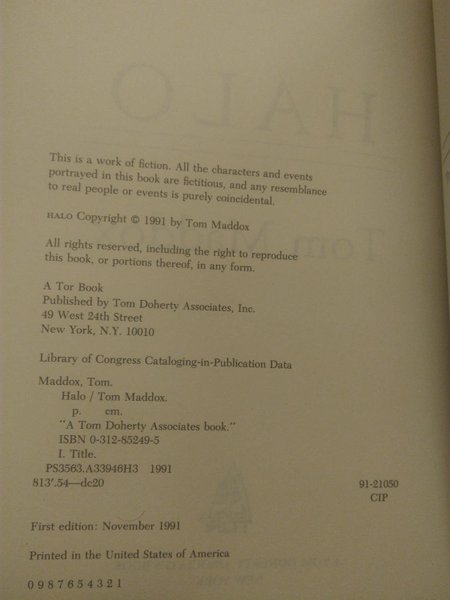 HALO
This is a work of fiction. All the characters and events
portrayed in this book are fictitious, and any resemblance
to real people or events is purely coincidental.
HALO Copyright © 1991 by Tom Maddox
All rights reserved, including the right to reproduce
this book, or portions thereof, in any form.
A Tor Book
Published by Tom Doherty Associates, Inc.
49 West 24th Street
New York, N.Y. 10010
Library of Congress Cataloging-in-Publication Data
Maddox, Tom.
Halo / Tom Maddox.
p. cm.
"A Tom Doherty Associates book."
ISBN 0-312-85249-5
I. Title.
PS3563.A33946H3 1991
813'.54—dc20 91-21050
CIP
First edition: November 1991
Printed in the United States of America
0 9 8 7 6 5 4 3 2 1